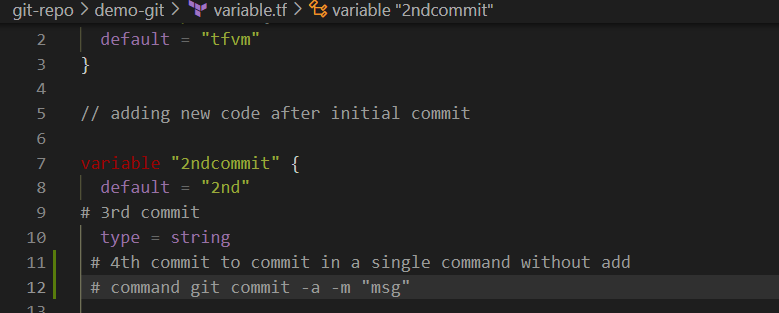 git-repo > demo-git > variable.tf > variable "2ndcommit"
2 default = "tfvm"
3 }
4
5 // adding new code after initial commit
6
7 variable "2ndcommit" {
8 default = "2nd"
9 # 3rd commit
10 type = string
11 # 4th commit to commit in a single command without add
12 # command git commit -a -m "msg"
13